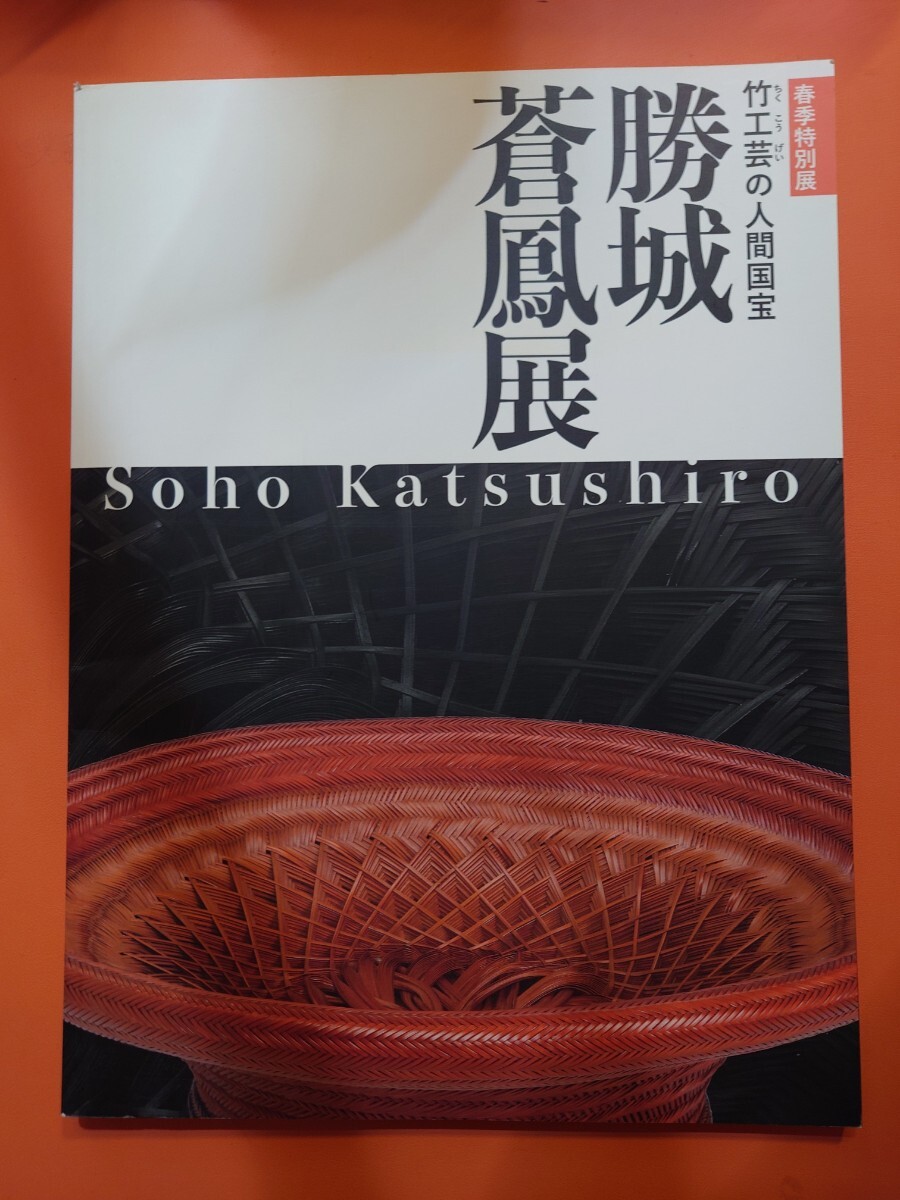 春季特別展
竹工芸の人間国宝
ちくこうげい
勝城
蒼鳳展
Soho Katsushiro